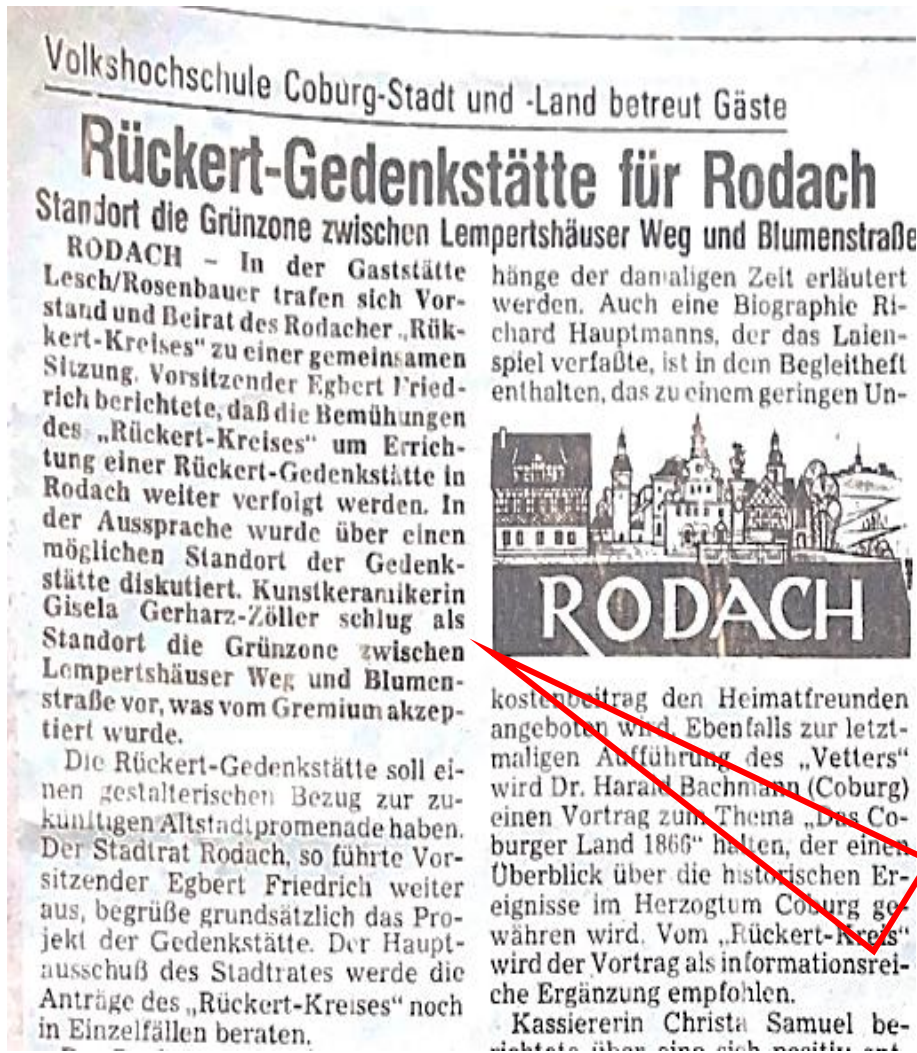 Volkshochschule Coburg-Stadt und -Land betreut Gäste
Rückert-Gedenkstätte für Rodach
Standort die Grünzone zwischen Lempertshäuser Weg und Blumenstraße
RODACH – In der Gaststätte
Lesch/Rosenbauer trafen sich Vor-
stand und Beirat des Rodacher „Rük-
kert-Kreises" zu einer gemeinsamen
Sitzung. Vorsitzender Egbert Fried-
rich berichtete, daß die Bemühungen
des „Rückert-Kreises" um Errich-
tung einer Rückert-Gedenkstätte in
Rodach weiter verfolgt werden. In
der Aussprache wurde über einen
möglichen Standort der Gedenk-
stätte diskutiert. Kunstkeramikerin
Gisela Gerharz-Zöller schlug als
Standort die Grünzone zwischen
Lempertshäuser Weg und Blumen-
straße vor, was vom Gremium akzep-
tiert wurde.
Die Rückert-Gedenkstätte soll ei-
nen gestalterischen Bezug zur zu-
künftigen Altstadtpromenade haben.
Der Stadtrat Rodach, so führte Vor-
sitzender Egbert Friedrich weiter
aus, begrüße grundsätzlich das Pro-
jekt der Gedenkstätte. Der Haupt-
ausschuß des Stadtrates werde die
Anträge des „Rückert-Kreises" noch
in Einzelfällen beraten.
hänge der damaligen Zeit erläutert
werden. Auch eine Biographie Ri-
chard Hauptmanns, der das Laien-
spiel verfaßte, ist in dem Begleitheft
enthalten, das zu einem geringen Un-
RODACH
kostenbeitrag den Heimatfreunden
angeboten wird. Ebenfalls zur letzt-
maligen Aufführung des „Vetters"
wird Dr. Harald Bachmann (Coburg)
einen Vortrag zum Thema „Das Co-
burger Land 1866" halten, der einen
Überblick über die historischen Er-
eignisse im Herzogtum Coburg ge-
währen wird. Vom „Rückert-Kreis"
wird der Vortrag als informationsrei-
che Ergänzung empfohlen.
Kassiererin Christa Samuel be-